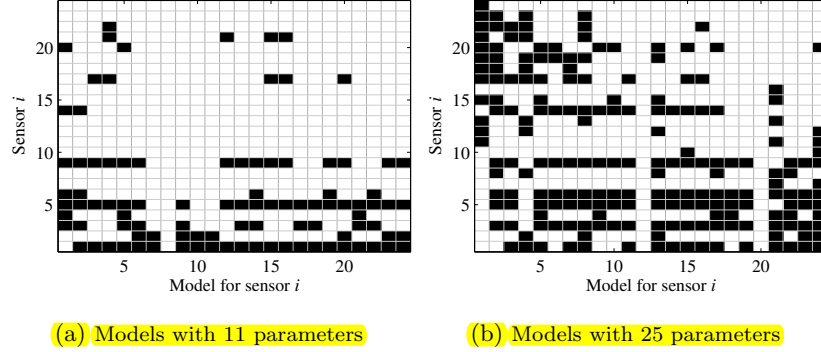 20
15
10
5
Sensor i
5 10 15 20
Model for sensor i
(a) Models with 11 parameters
20
15
10
5
Sensor i
5 10 15 20
Model for sensor i
(b) Models with 25 parameters